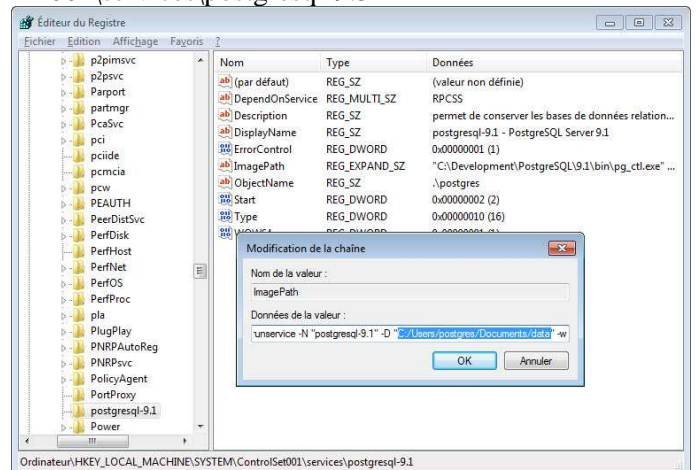 Éditeur du Registre
Fichier Edition Affichage Favoris ?
p2pimsvc
p2psvc
Parport
partmgr
PcaSvc
pci
pciide
pcmcia
pcw
PEAUTH
PeerDistSvc
PerfDisk
PerfHost
PerfNet
PerfOS
PerfProc
pla
PlugPlay
PNRPAutoReg
PNRPsvc
PolicyAgent
PortProxy
postgresql-9.1
Power
Nom Type Données
(par défaut) REG_SZ (valeur non définie)
DependOnService REG_MULTI_SZ RPCSS
Description REG_SZ permet de conserver les bases de données relation...
DisplayName REG_SZ postgresql-9.1 - PostgreSQL Server 9.1
ErrorControl REG_DWORD 0x00000001 (1)
ImagePath REG_EXPAND_SZ "C:\Development\PostgreSQL\9.1\bin\pg_ctl.exe" ...
ObjectName REG_SZ .\postgres
Start REG_DWORD 0x00000002 (2)
Type REG_DWORD 0x00000010 (16)
Modification de la chaîne
Nom de la valeur :
ImagePath
Données de la valeur :
unservice -N "postgresql-9.1" -D "C:/Users/postgres/Documents/data" -w
OK Annuler
Ordinateur\HKEY_LOCAL_MACHINE\SYSTEM\ControlSet001\services\postgresql-9.1